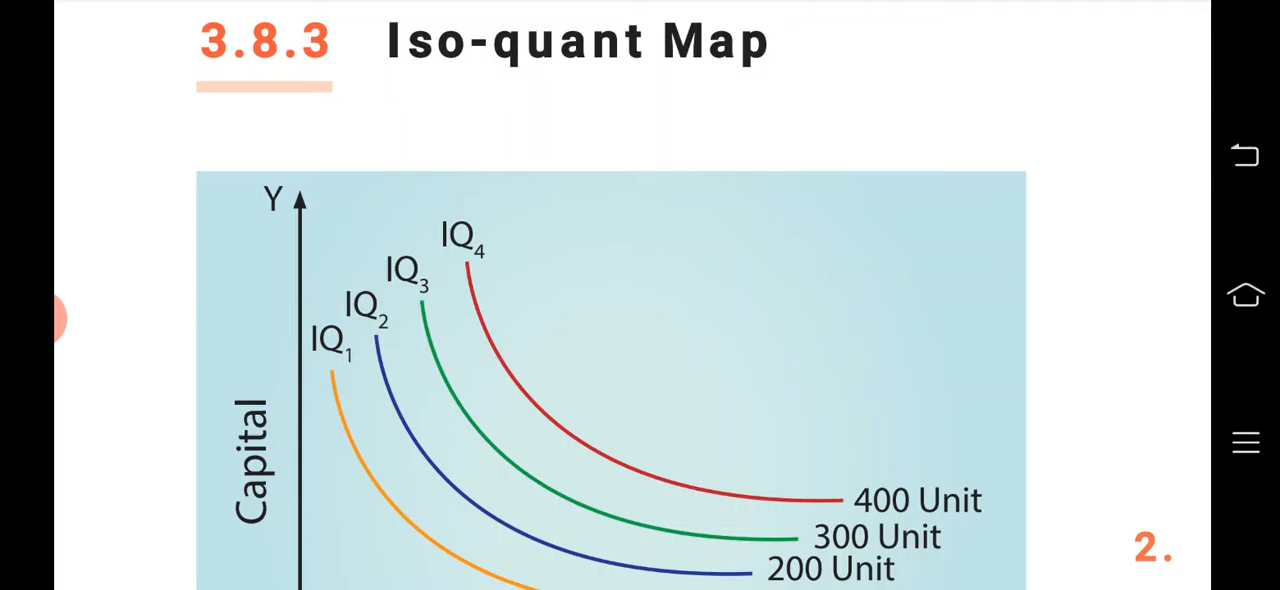 3.8.3 Iso-quant Map
Y
IQ4
IQ3
IQ2
IQ1
Capital
400 Unit
300 Unit
200 Unit
2.